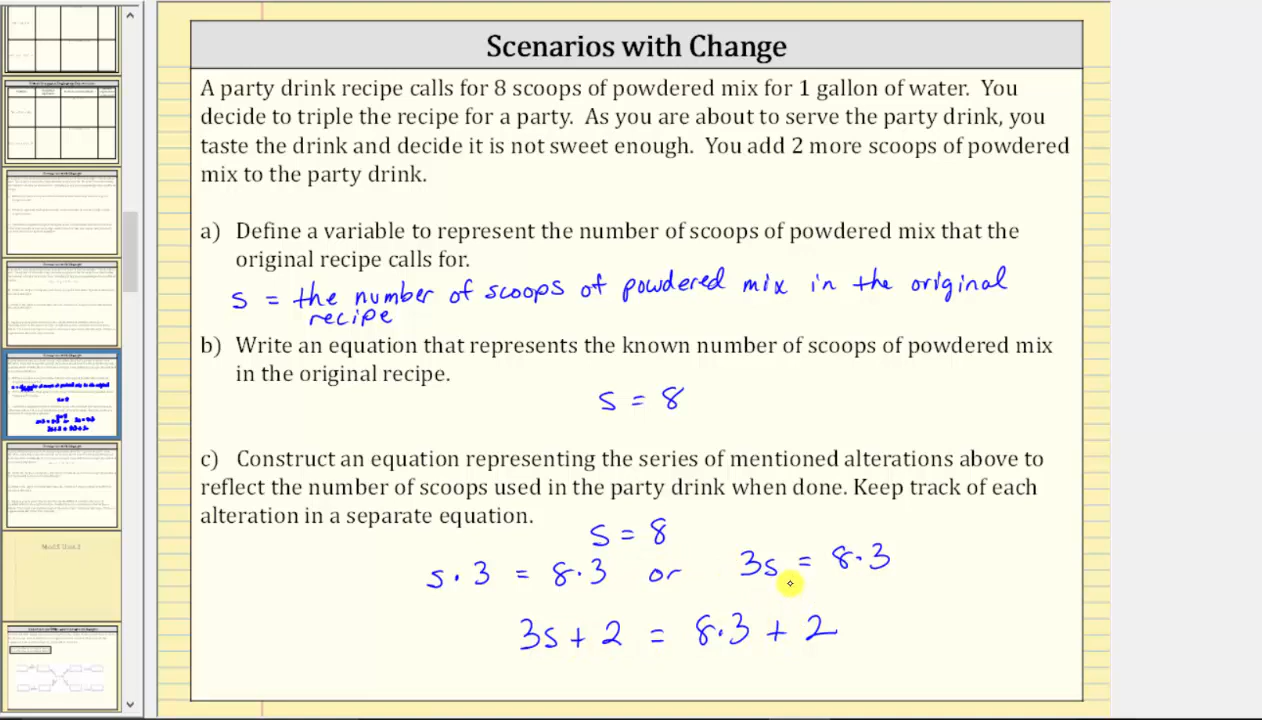 Scenarios with Change
A party drink recipe calls for 8 scoops of powdered mix for 1 gallon of water. You
decide to triple the recipe for a party. As you are about to serve the party drink, you
taste the drink and decide it is not sweet enough. You add 2 more scoops of powdered
mix to the party drink.
a) Define a variable to represent the number of scoops of powdered mix that the
original recipe calls for.
s = the number of scoops of powdered mix in the original
recipe
b) Write an equation that represents the known number of scoops of powdered mix
in the original recipe.
s = 8
c) Construct an equation representing the series of mentioned alterations above to
reflect the number of scoops used in the party drink when done. Keep track of each
alteration in a separate equation.
s = 8
s · 3 = 8 · 3 or 3s = 8 · 3
3s + 2 = 8 · 3 + 2